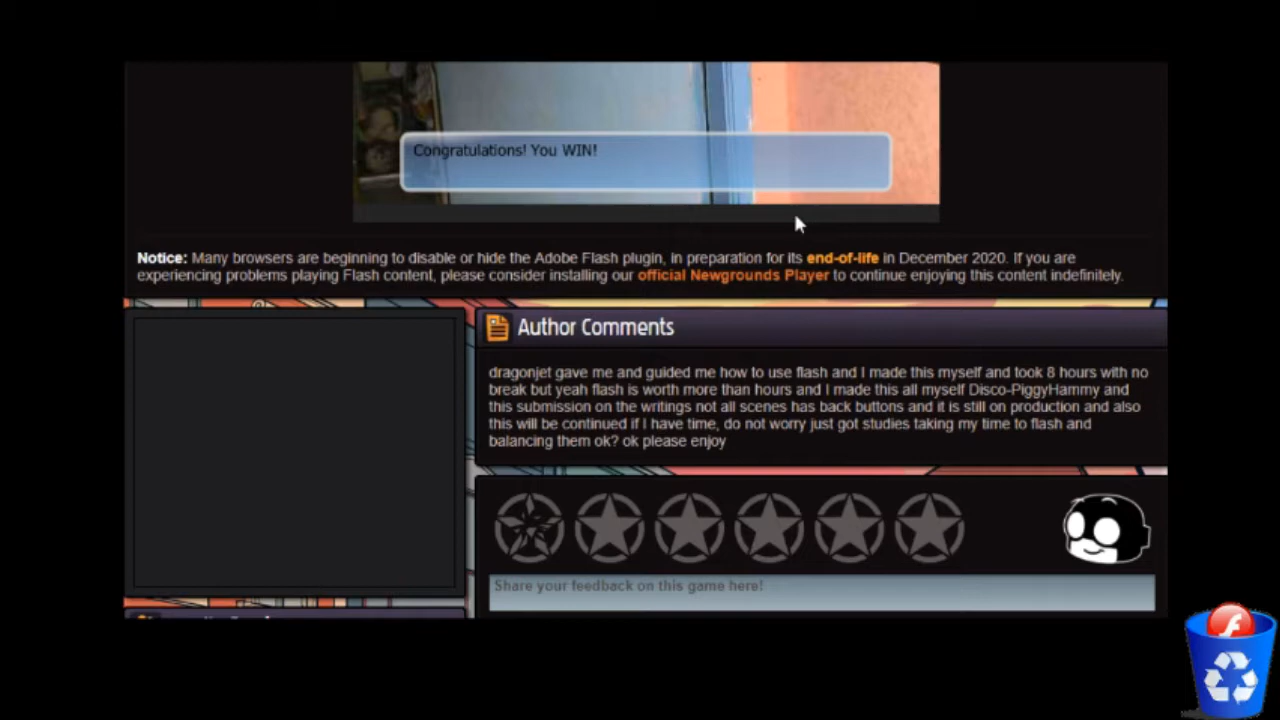 Congratulations! You WIN!
Notice: Many browsers are beginning to disable or hide the Adobe Flash plugin, in preparation for its end-of-life in December 2020. If you are
experiencing problems playing Flash content, please consider installing our official Newgrounds Player to continue enjoying this content indefinitely.
Author Comments
dragonjet gave me and guided me how to use flash and I made this myself and took 8 hours with no
break but yeah flash is worth more than hours and I made this all myself Disco-PiggyHammy and
this submission on the writings not all scenes has back buttons and it is still on production and also
this will be continued if I have time, do not worry just got studies taking my time to flash and
balancing them ok? ok please enjoy
Share your feedback on this game here!